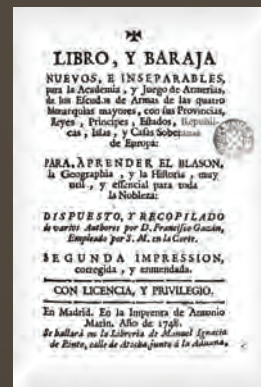 LIBRO, Y BARAJA
NUEVOS, E INSEPARABLES,
para la Academia, y Juego de Armerias,
de los Escudos de Armas de las quatro
Monarquias mayores, con sus Provincias,
Reyes, Principes, Estados, Republi-
cas, Islas, y Casas Soberanas
de Europa:
PARA, APRENDER EL BLASON,
la Geographia, y la Historia, muy
util, y essencial para toda
la Nobleza:
DISPUESTO, Y RECOPILADO
de varios Authores por D. Francisco Gazán,
Empleado por S. M. en la Corte.
SEGUNDA IMPRESSION,
corregida, y enmendada.
CON LICENCIA, Y PRIVILEGIO.
En Madrid. En la Imprenta de Antonio
Marin. Año de 1748.
Se hallará en la Libreria de Manuel Ignacio
de Pinto, calle de Atocha, junto à la Aduana.